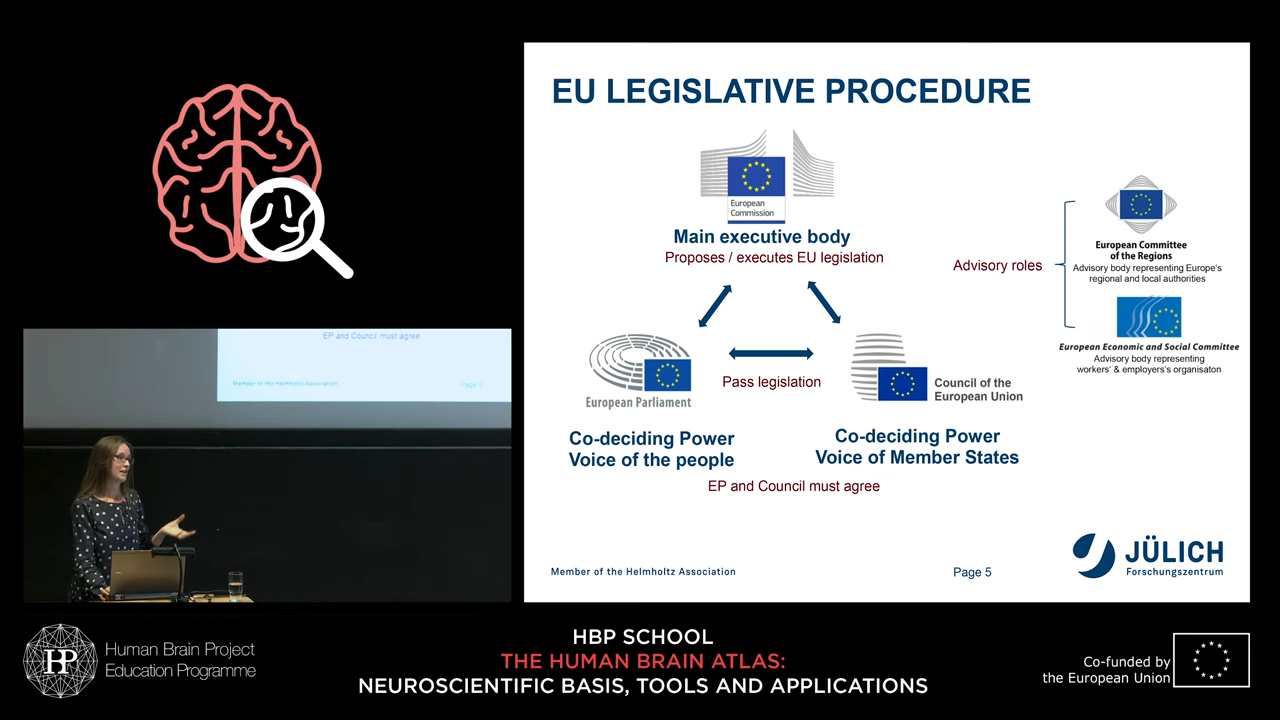 EU LEGISLATIVE PROCEDURE
European
Commission
Main executive body
Proposes / executes EU legislation
Advisory roles
European Committee
of the Regions
Advisory body representing Europe's
regional and local authorities
European Economic and Social Committee
Advisory body representing
workers' & employers's organisaton
European Parliament
Pass legislation
Council of the
European Union
Co-deciding Power
Voice of the people
Co-deciding Power
Voice of Member States
EP and Council must agree
Member of the Helmholtz Association
Page 5
JÜLICH
Forschungszentrum
EP and Council must agree
Member of the Helmholtz Association
Page 5
HBP
Human Brain Project
Education Programme
HBP SCHOOL
THE HUMAN BRAIN ATLAS:
NEUROSCIENTIFIC BASIS, TOOLS AND APPLICATIONS
Co-funded by
the European Union